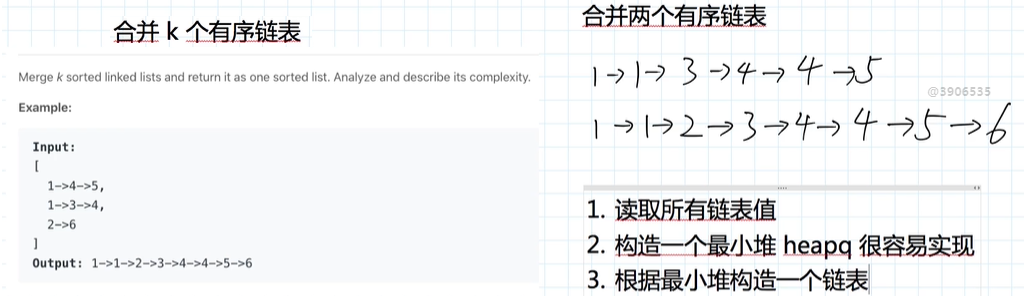 合并 k 个有序链表
Merge k sorted linked lists and return it as one sorted list. Analyze and describe its complexity.
Example:
Input:
[
1->4->5,
1->3->4,
2->6
]
Output: 1->1->2->3->4->4->5->6
合并两个有序链表
1→1→3→4→4→5
@3906535
1→1→2→3→4→4→5→6
1. 读取所有链表值
2. 构造一个最小堆 heapq 很容易实现
3. 根据最小堆构造一个链表